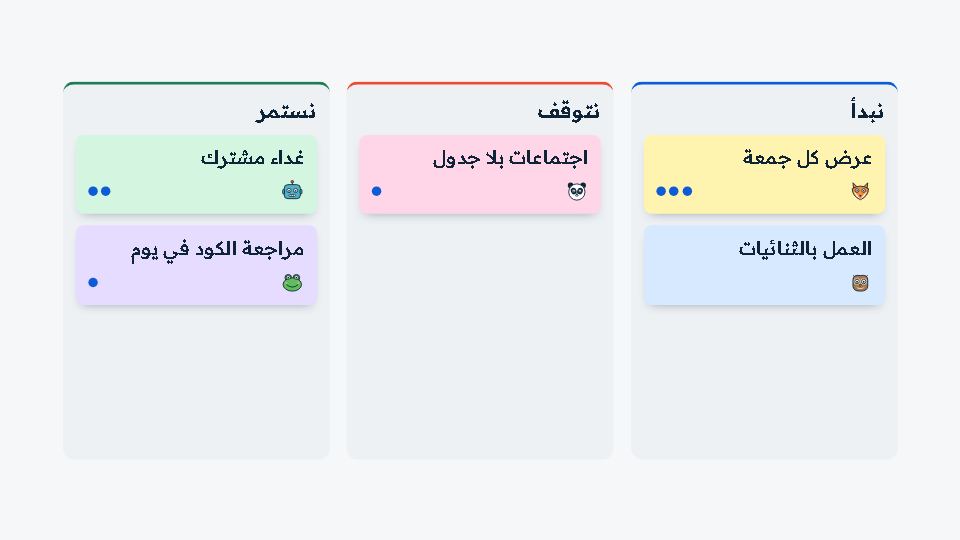 نبدأ
عرض كل جمعة
العمل بالثنائيات
نتوقف
اجتماعات بلا جدول
نستمر
غداء مشترك
مراجعة الكود في يوم